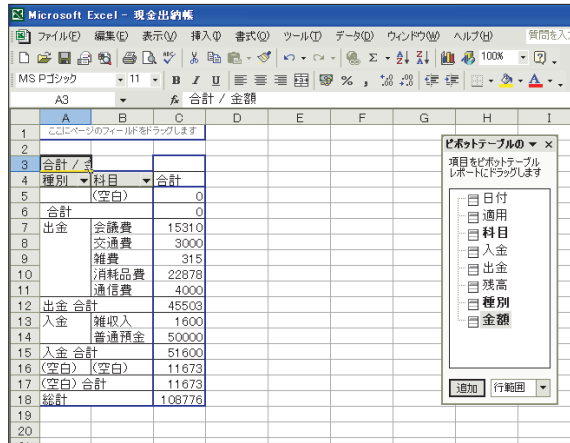 Microsoft Excel - 現金出納帳
ファイル(F) 編集(E) 表示(V) 挿入(I) 書式(O) ツール(T) データ(D) ウィンドウ(W) ヘルプ(H) 質問を入
100%
MS Pゴシック 11 B I U % ,
A3 fx 合計 / 金額
A B C D E F G H I
1 ここにページのフィールドをドラッグします
2
3 合計 / 金
4 種別 科目 合計
5 (空白) 0
6 合計 0
7 出金 会議費 15310
8 交通費 3000
9 雑費 315
10 消耗品費 22878
11 通信費 4000
12 出金 合計 45503
13 入金 雑収入 1600
14 普通預金 50000
15 入金 合計 51600
16 (空白) (空白) 11673
17 (空白) 合計 11673
18 総計 108776
19
20
ピボットテーブルの
項目をピボットテーブル
レポートにドラッグします
日付
適用
科目
入金
出金
残高
種別
金額
追加 行範囲